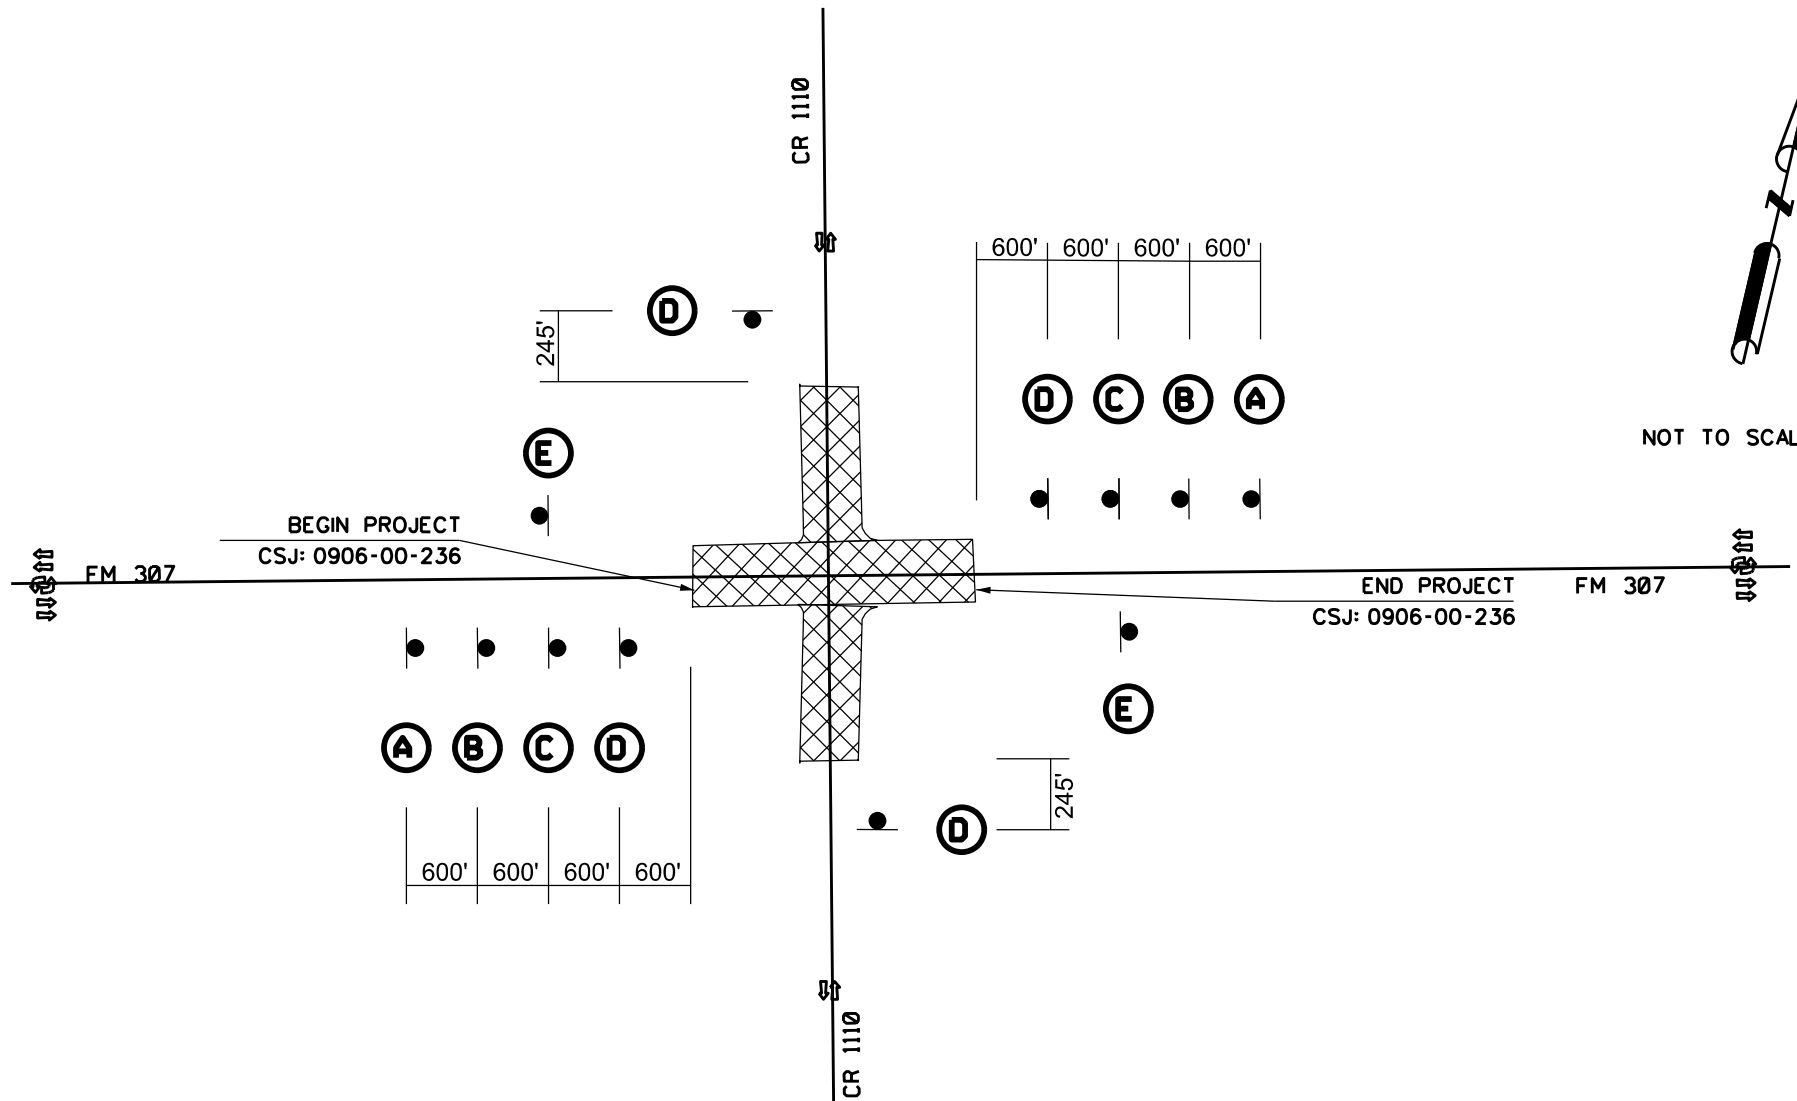 CR 1110
600' 600' 600' 600'
D
245'
D C B A
NOT TO SCAL
E
BEGIN PROJECT
CSJ: 0906-00-236
FM 307
END PROJECT FM 307
CSJ: 0906-00-236
E
A B C D
245'
D
600' 600' 600' 600'
CR 1110